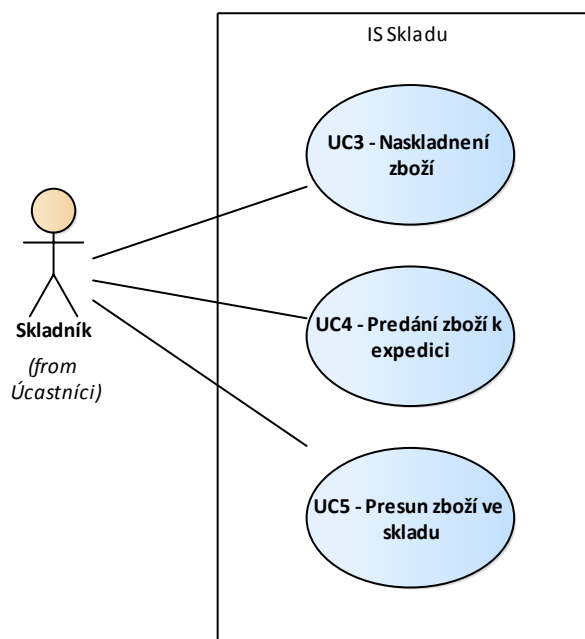 IS Skladu
UC3 - Naskladnení
zboží
UC4 - Predání zboží k
expedici
Skladník
(from
Úcastníci)
UC5 - Presun zboží ve
skladu